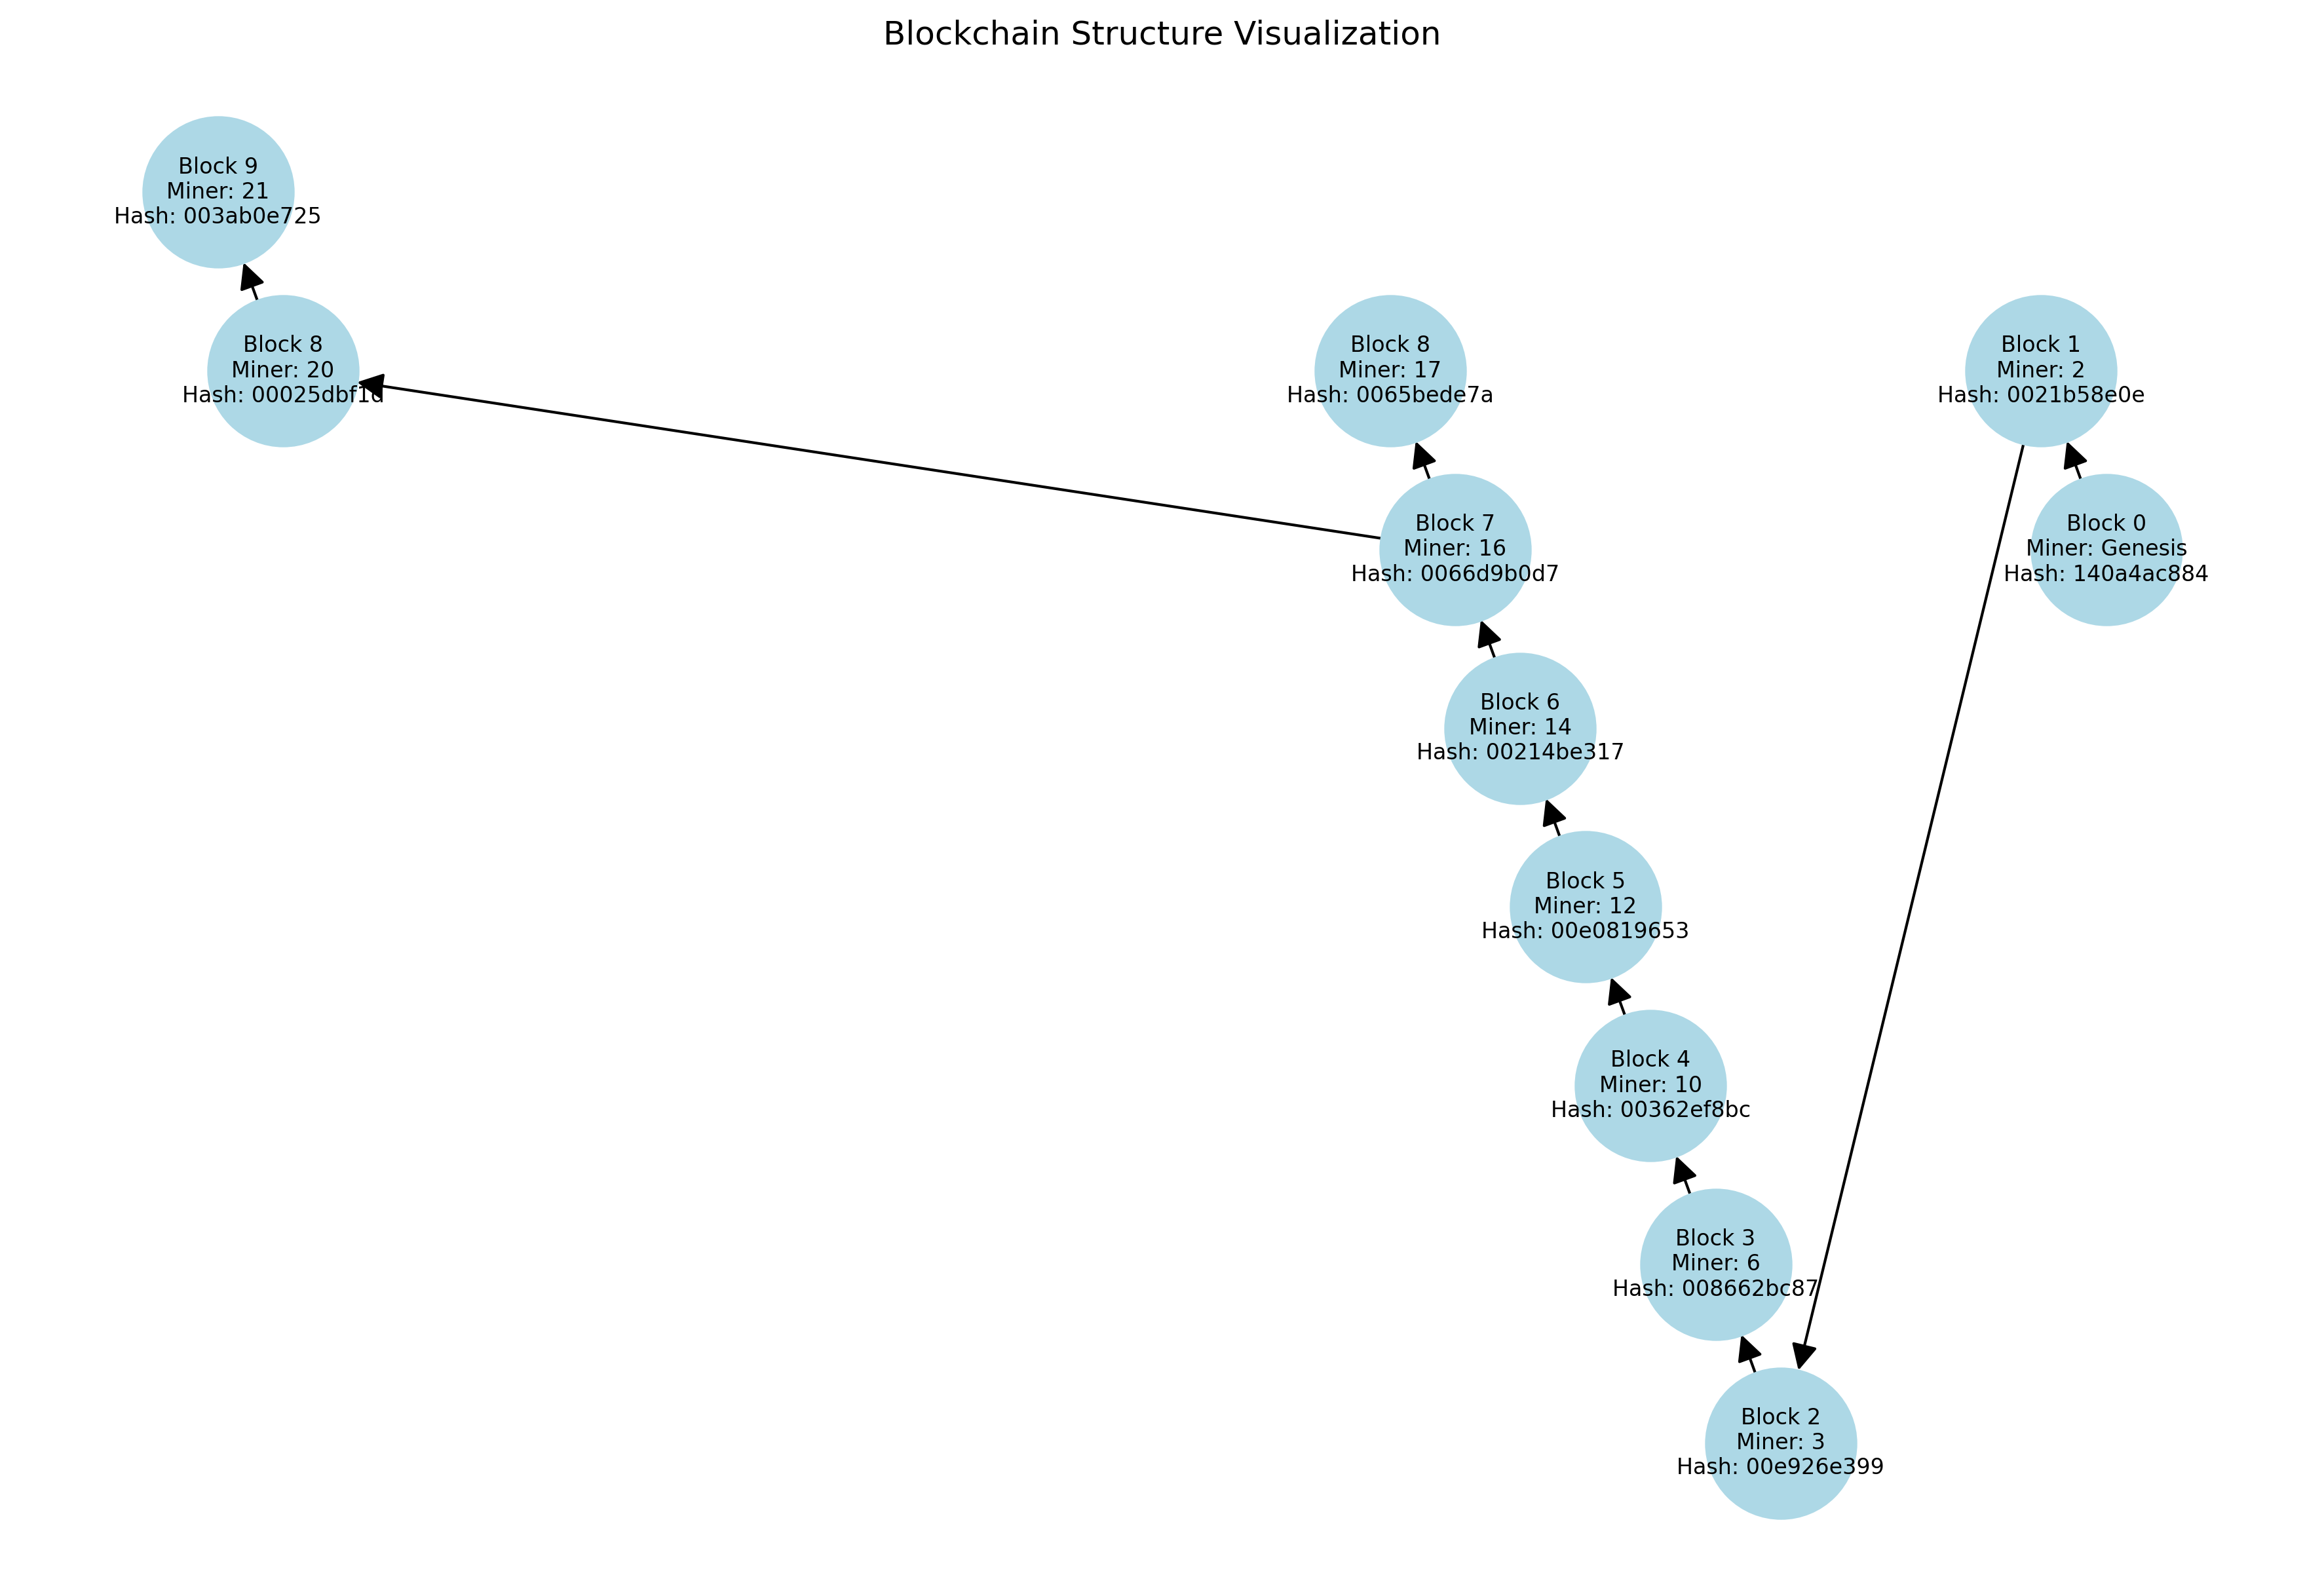 Blockchain Structure Visualization
Block 9
Miner: 21
Hash: 003ab0e725
Block 8
Miner: 20
Hash: 00025dbf1d
Block 8
Miner: 17
Hash: 0065bede7a
Block 1
Miner: 2
Hash: 0021b58e0e
Block 7
Miner: 16
Hash: 0066d9b0d7
Block 0
Miner: Genesis
Hash: 140a4ac884
Block 6
Miner: 14
Hash: 00214be317
Block 5
Miner: 12
Hash: 00e0819653
Block 4
Miner: 10
Hash: 00362ef8bc
Block 3
Miner: 6
Hash: 008662bc87
Block 2
Miner: 3
Hash: 00e926e399